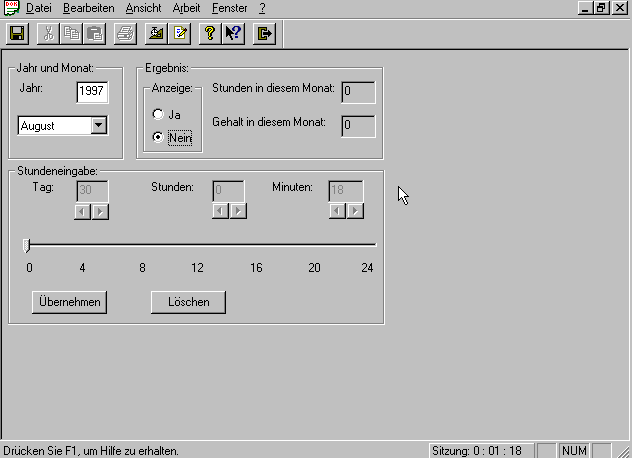 DOK
Datei Bearbeiten Ansicht Arbeit Fenster ?
Jahr und Monat:
Jahr: 1997
August
Ergebnis:
Anzeige:
Ja
Nein
Stunden in diesem Monat: 0
Gehalt in diesem Monat: 0
Stundeneingabe:
Tag: 30 Stunden: 0 Minuten: 18
0 4 8 12 16 20 24
Übernehmen Löschen
Drücken Sie F1, um Hilfe zu erhalten. Sitzung: 0 : 01 : 18 NUM